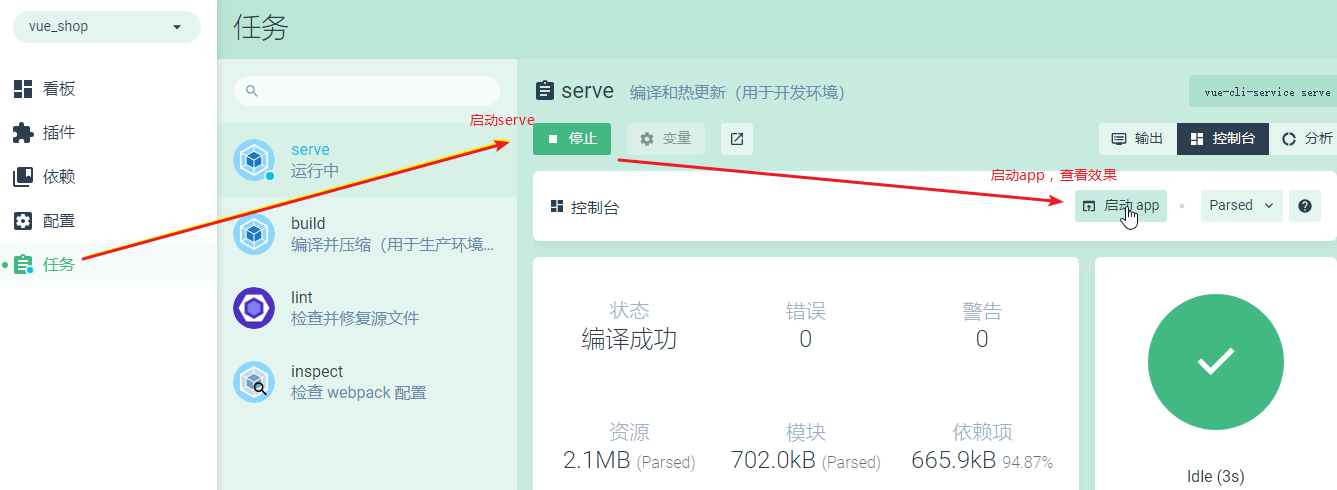 vue_shop
任务
看板
插件
依赖
配置
任务
serve
运行中
build
编译并压缩（用于生产环境...
lint
检查并修复源文件
inspect
检查 webpack 配置
serve 编译和热更新（用于开发环境）
vue-cli-service serve
启动serve
停止
变量
输出
控制台
分析
启动app，查看效果
控制台
启动 app
Parsed
状态
编译成功
错误
0
警告
0
资源
2.1MB (Parsed)
模块
702.0kB (Parsed)
依赖项
665.9kB 94.87%
Idle (3s)